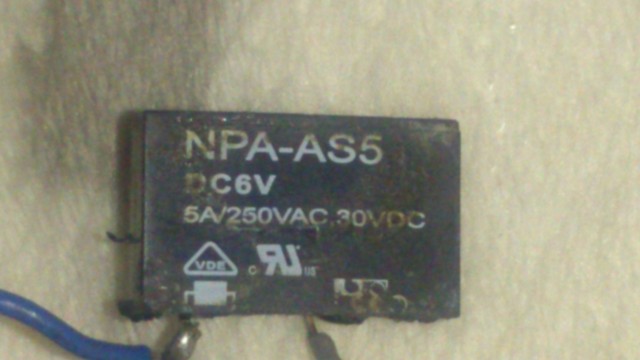 NPA-AS5
DC6V
5A/250VAC 30VDC
VDE